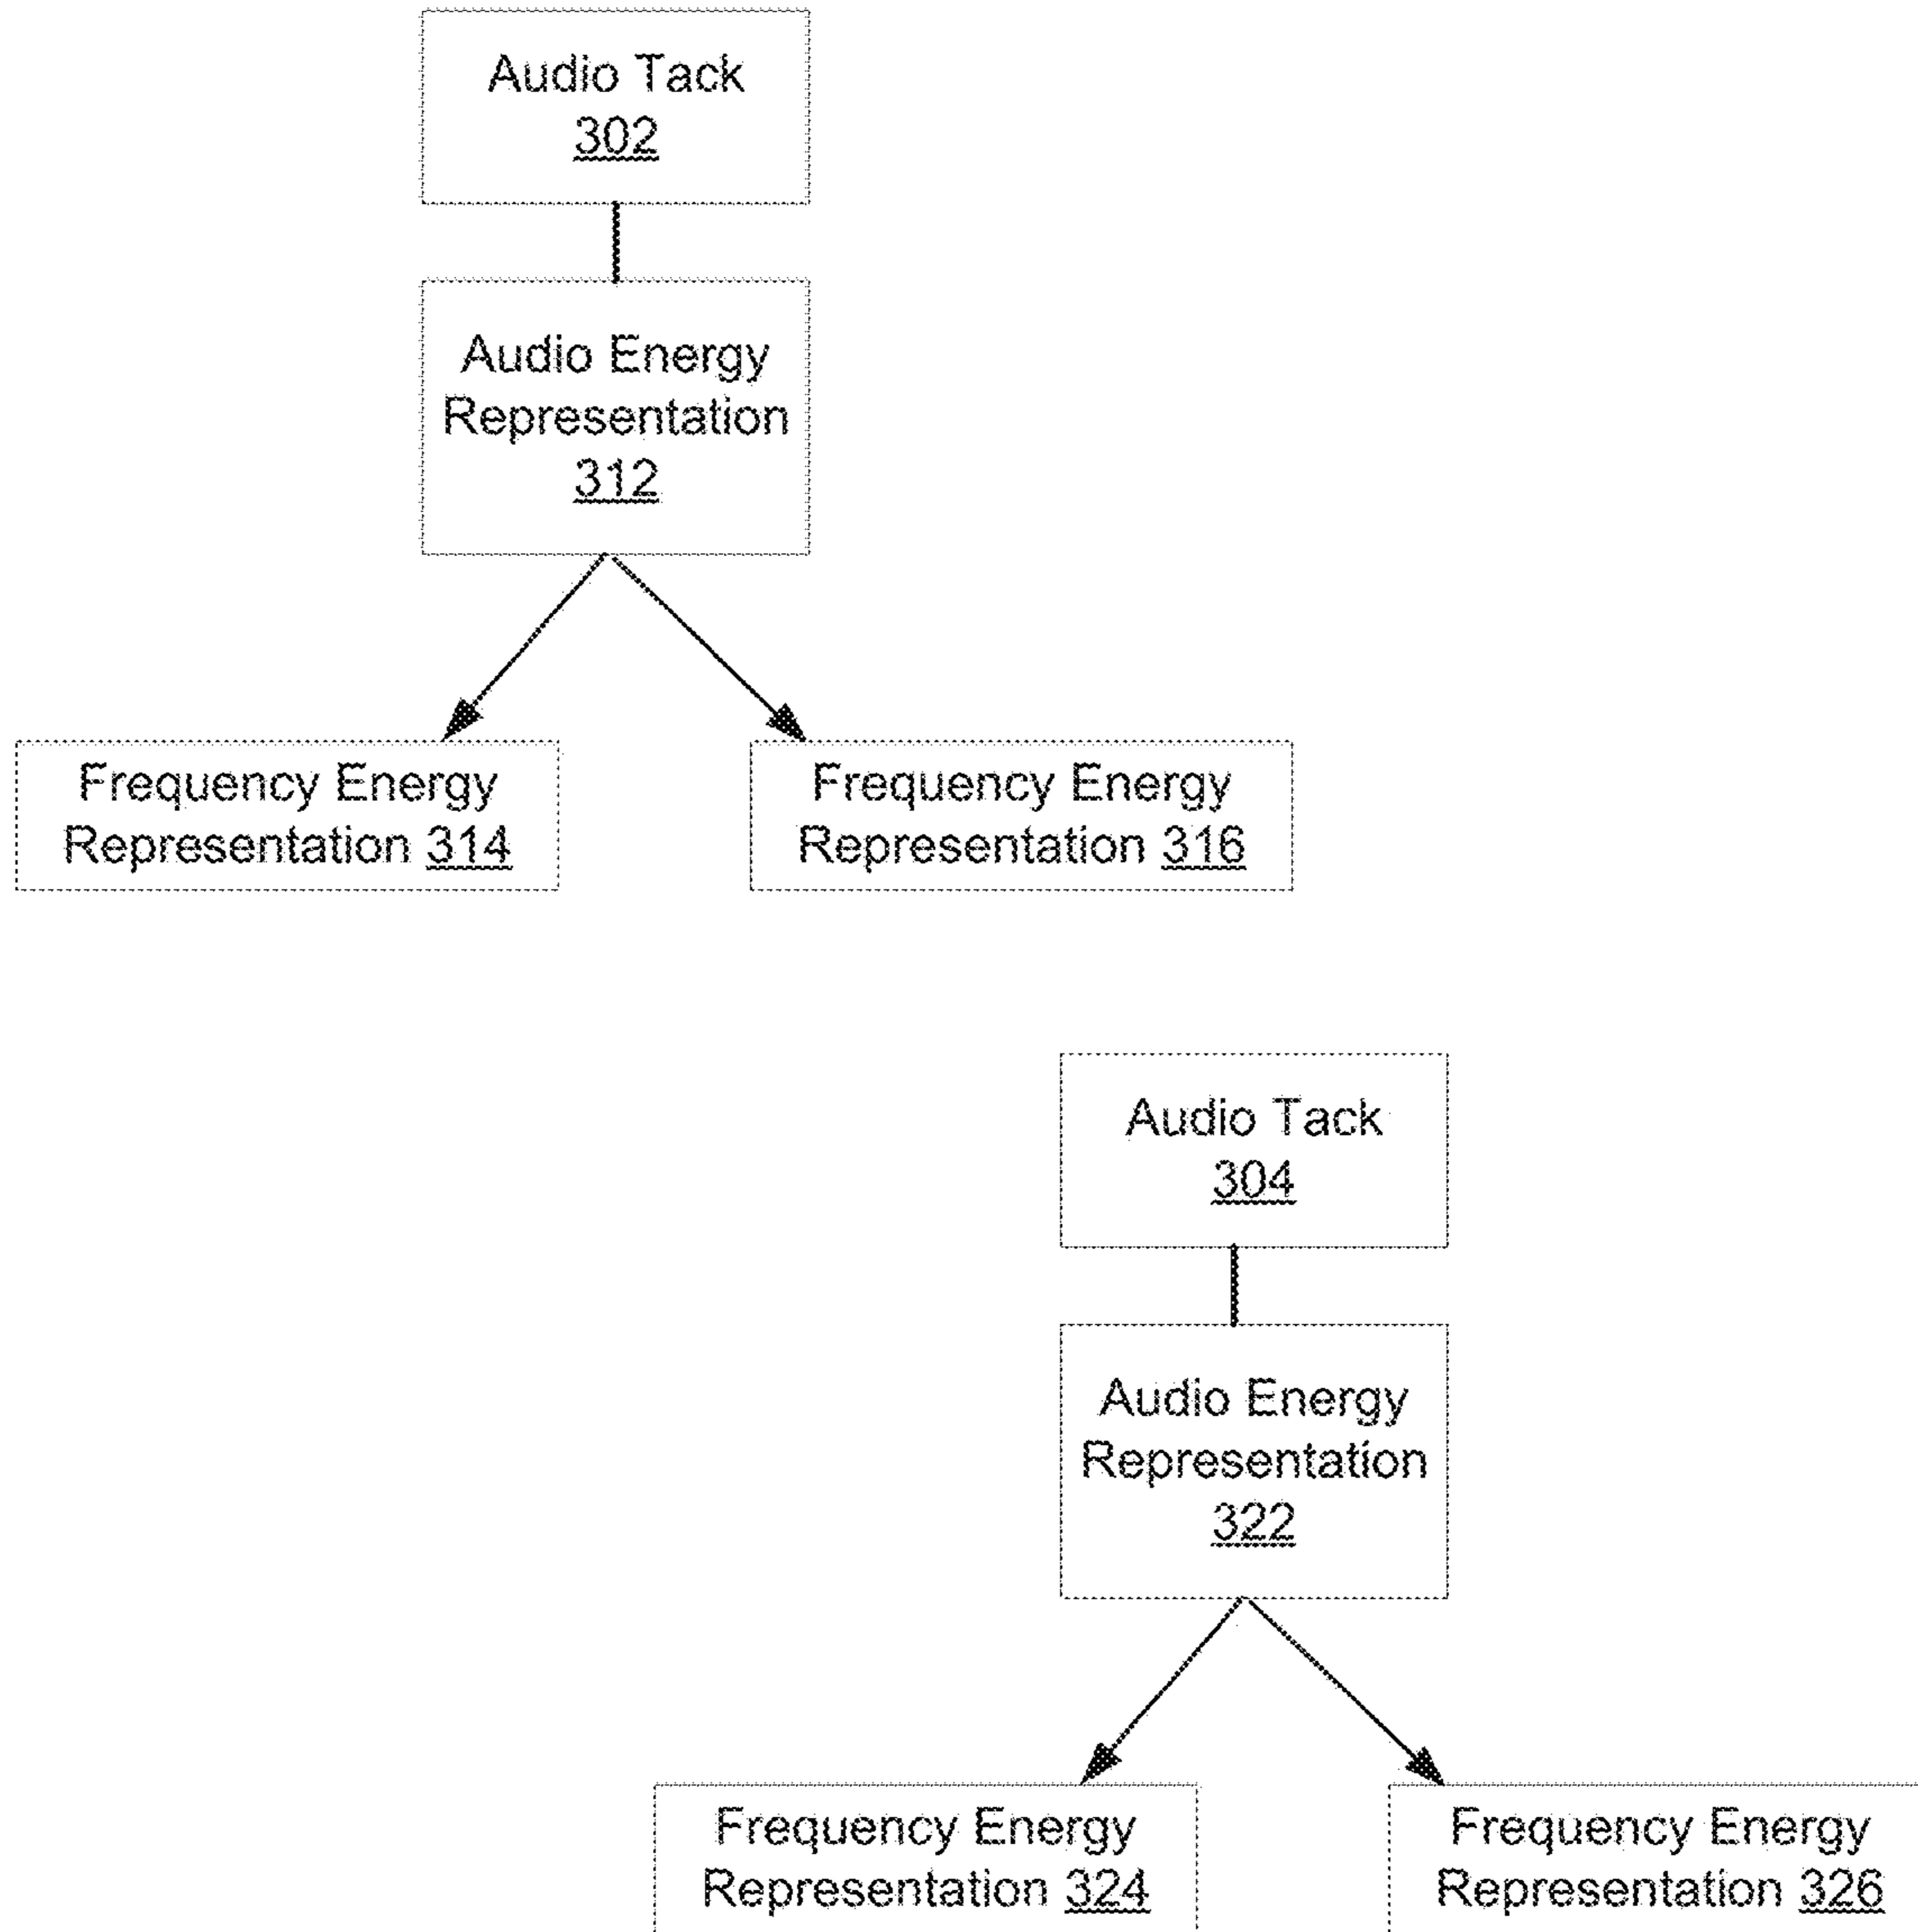 Audio Tack
302
Audio Energy
Representation
312
Frequency Energy
Representation 314
Frequency Energy
Representation 316
Audio Tack
304
Audio Energy
Representation
322
Frequency Energy
Representation 324
Frequency Energy
Representation 326